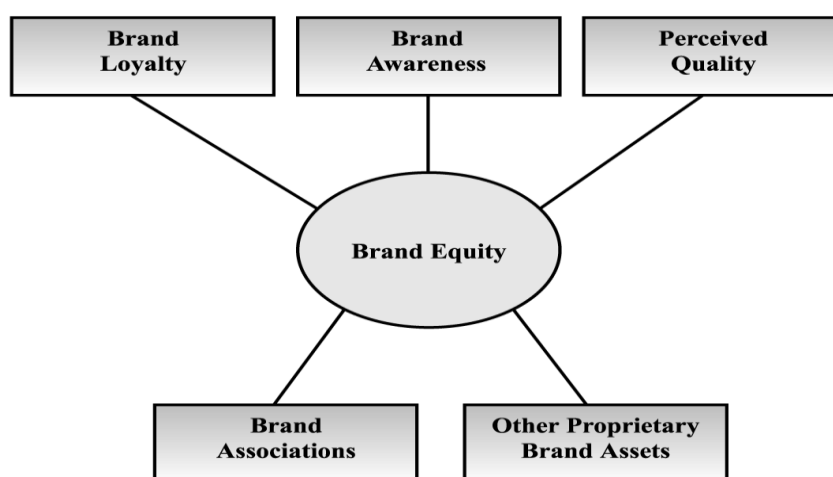 Brand
Loyalty
Brand
Awareness
Perceived
Quality
Brand Equity
Brand
Associations
Other Proprietary
Brand Assets